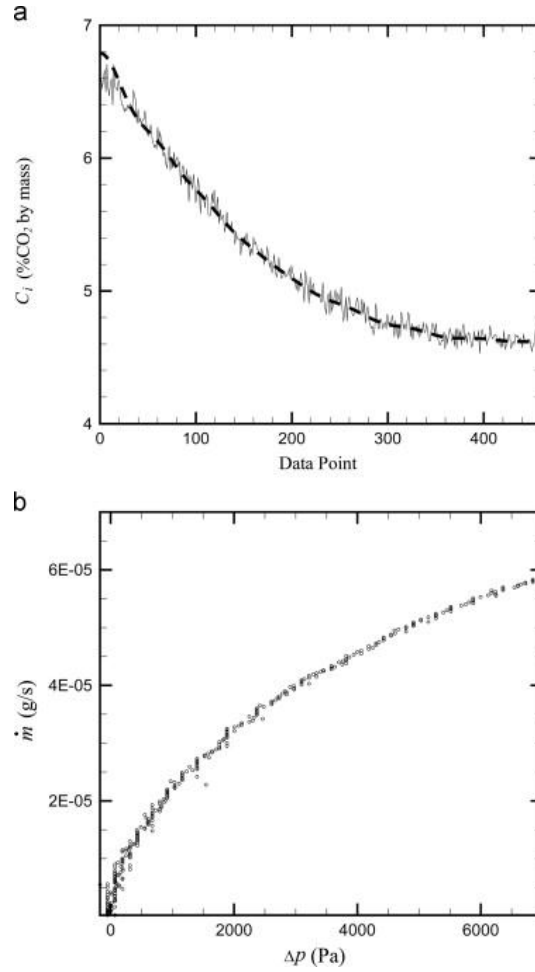 a
7
6
5
4
C_i (%CO₂ by mass)
0 100 200 300 400
Data Point
b
6E-05
4E-05
2E-05
ṁ (g/s)
0 2000 4000 6000
Δp (Pa)